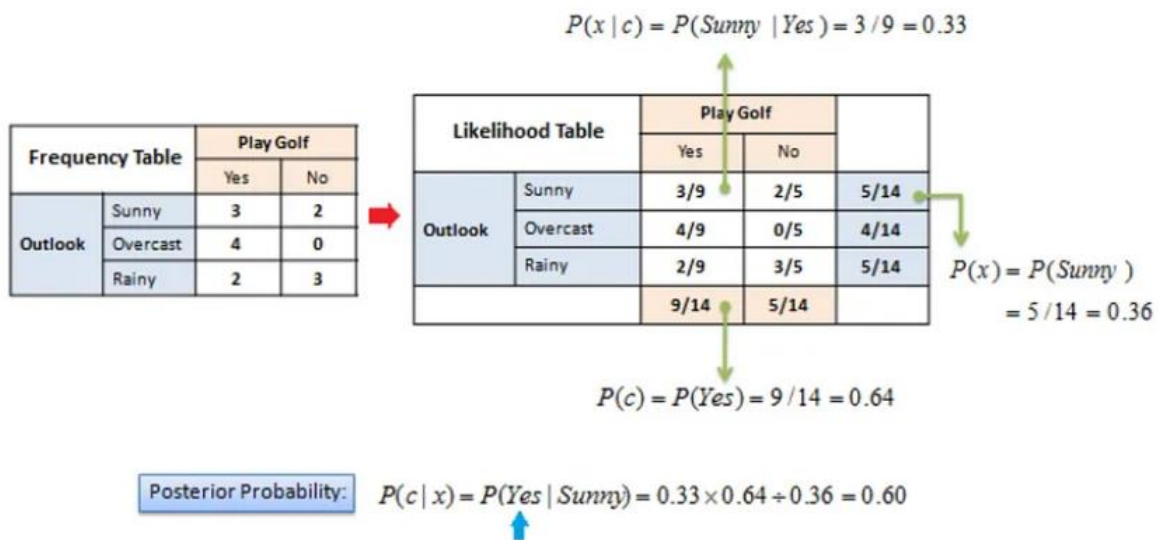 P(x | c) = P(Sunny | Yes) = 3/9 = 0.33
Frequency Table
Play Golf
Yes No
Outlook
Sunny 3 2
Overcast 4 0
Rainy 2 3
Likelihood Table
Play Golf
Yes No
Outlook
Sunny 3/9 2/5 5/14
Overcast 4/9 0/5 4/14
Rainy 2/9 3/5 5/14
9/14 5/14
P(x) = P(Sunny)
= 5/14 = 0.36
P(c) = P(Yes) = 9/14 = 0.64
Posterior Probability: P(c | x) = P(Yes | Sunny) = 0.33 × 0.64 ÷ 0.36 = 0.60